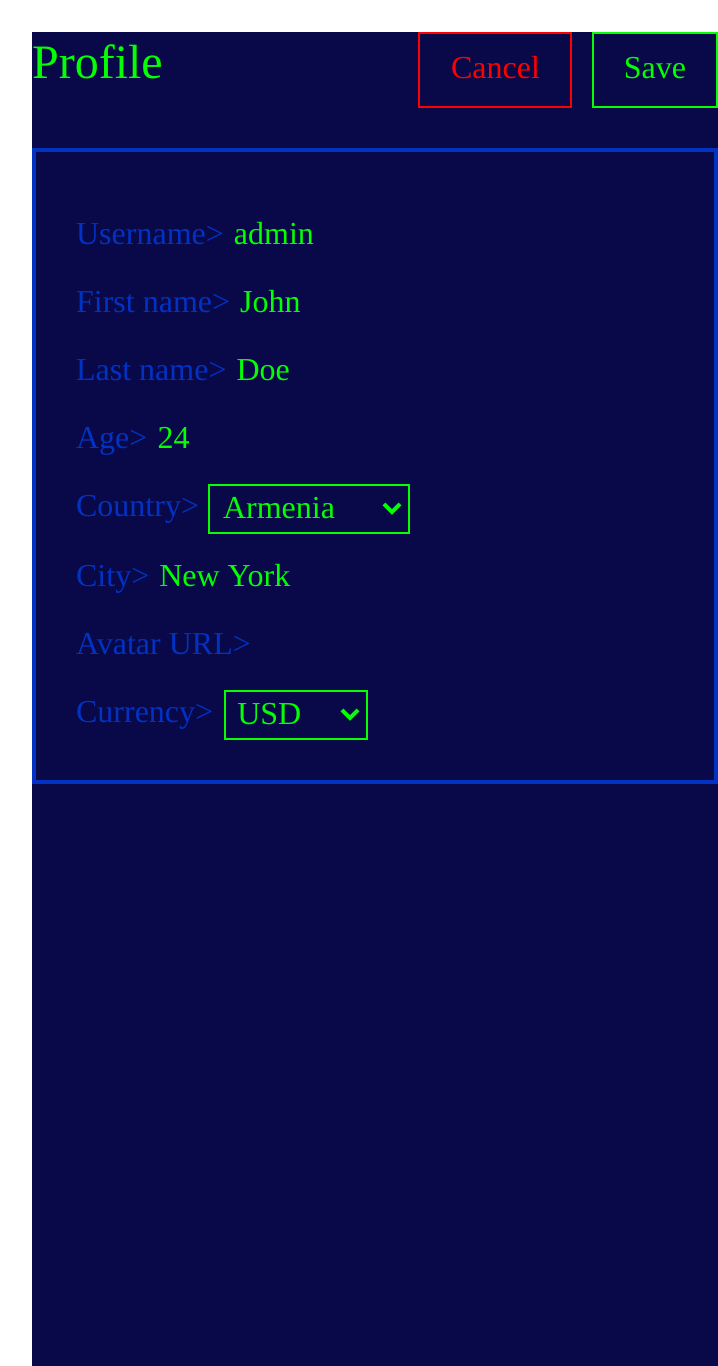 Profile Cancel Save
Username> admin
First name> John
Last name> Doe
Age> 24
Country> Armenia
City> New York
Avatar URL>
Currency> USD